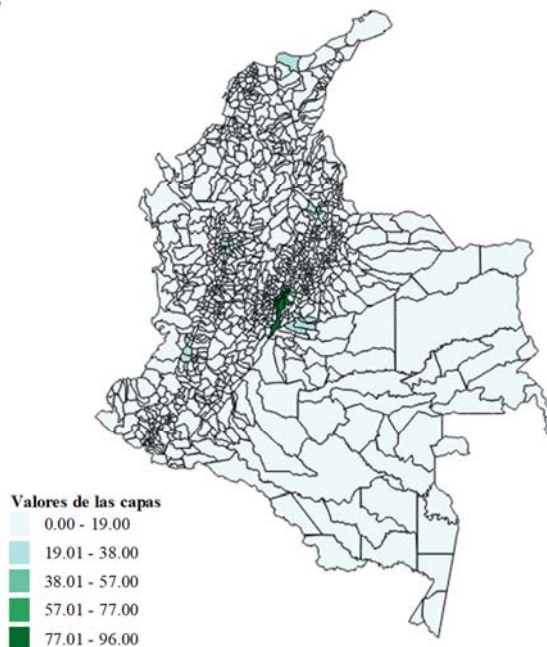 Valores de las capas
0.00 - 19.00
19.01 - 38.00
38.01 - 57.00
57.01 - 77.00
77.01 - 96.00